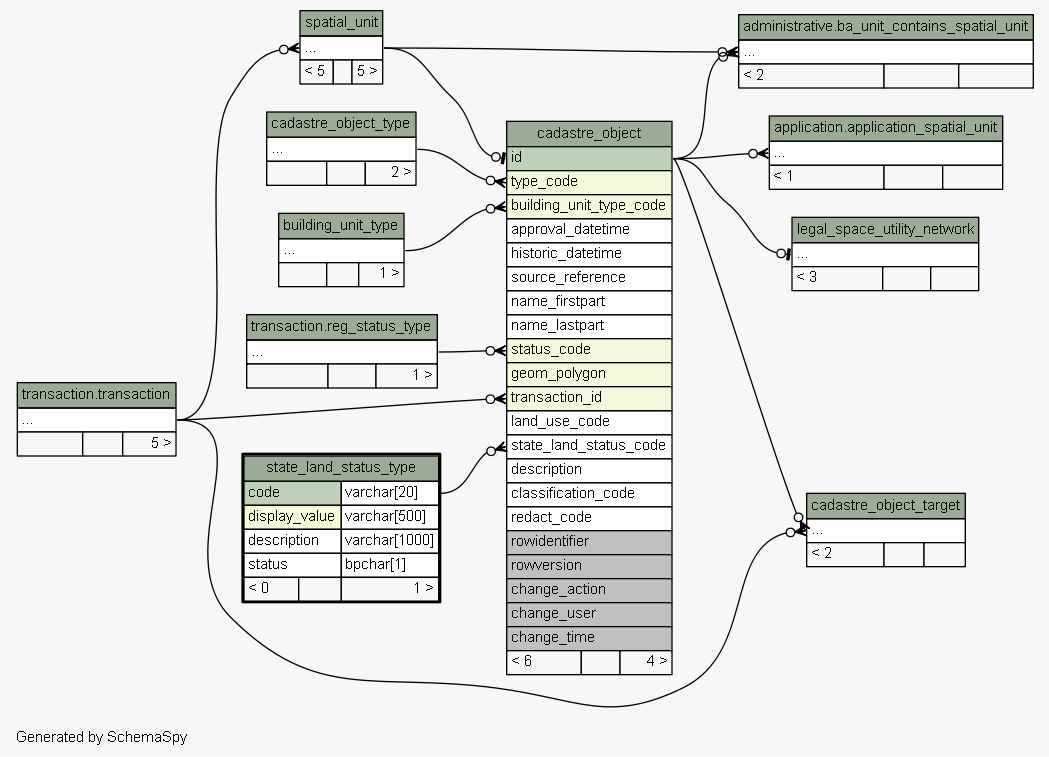 spatial_unit
...
< 5 5 >
administrative.ba_unit_contains_spatial_unit
...
< 2
cadastre_object_type
...
2 >
application.application_spatial_unit
...
< 1
building_unit_type
...
1 >
legal_space_utility_network
...
< 3
transaction.reg_status_type
...
1 >
transaction.transaction
...
5 >
cadastre_object
id
type_code
building_unit_type_code
approval_datetime
historic_datetime
source_reference
name_firstpart
name_lastpart
status_code
geom_polygon
transaction_id
land_use_code
state_land_status_code
description
classification_code
redact_code
rowidentifier
rowversion
change_action
change_user
change_time
< 6 4 >
state_land_status_type
code varchar[20]
display_value varchar[500]
description varchar[1000]
status bpchar[1]
< 0 1 >
cadastre_object_target
...
< 2
Generated by SchemaSpy